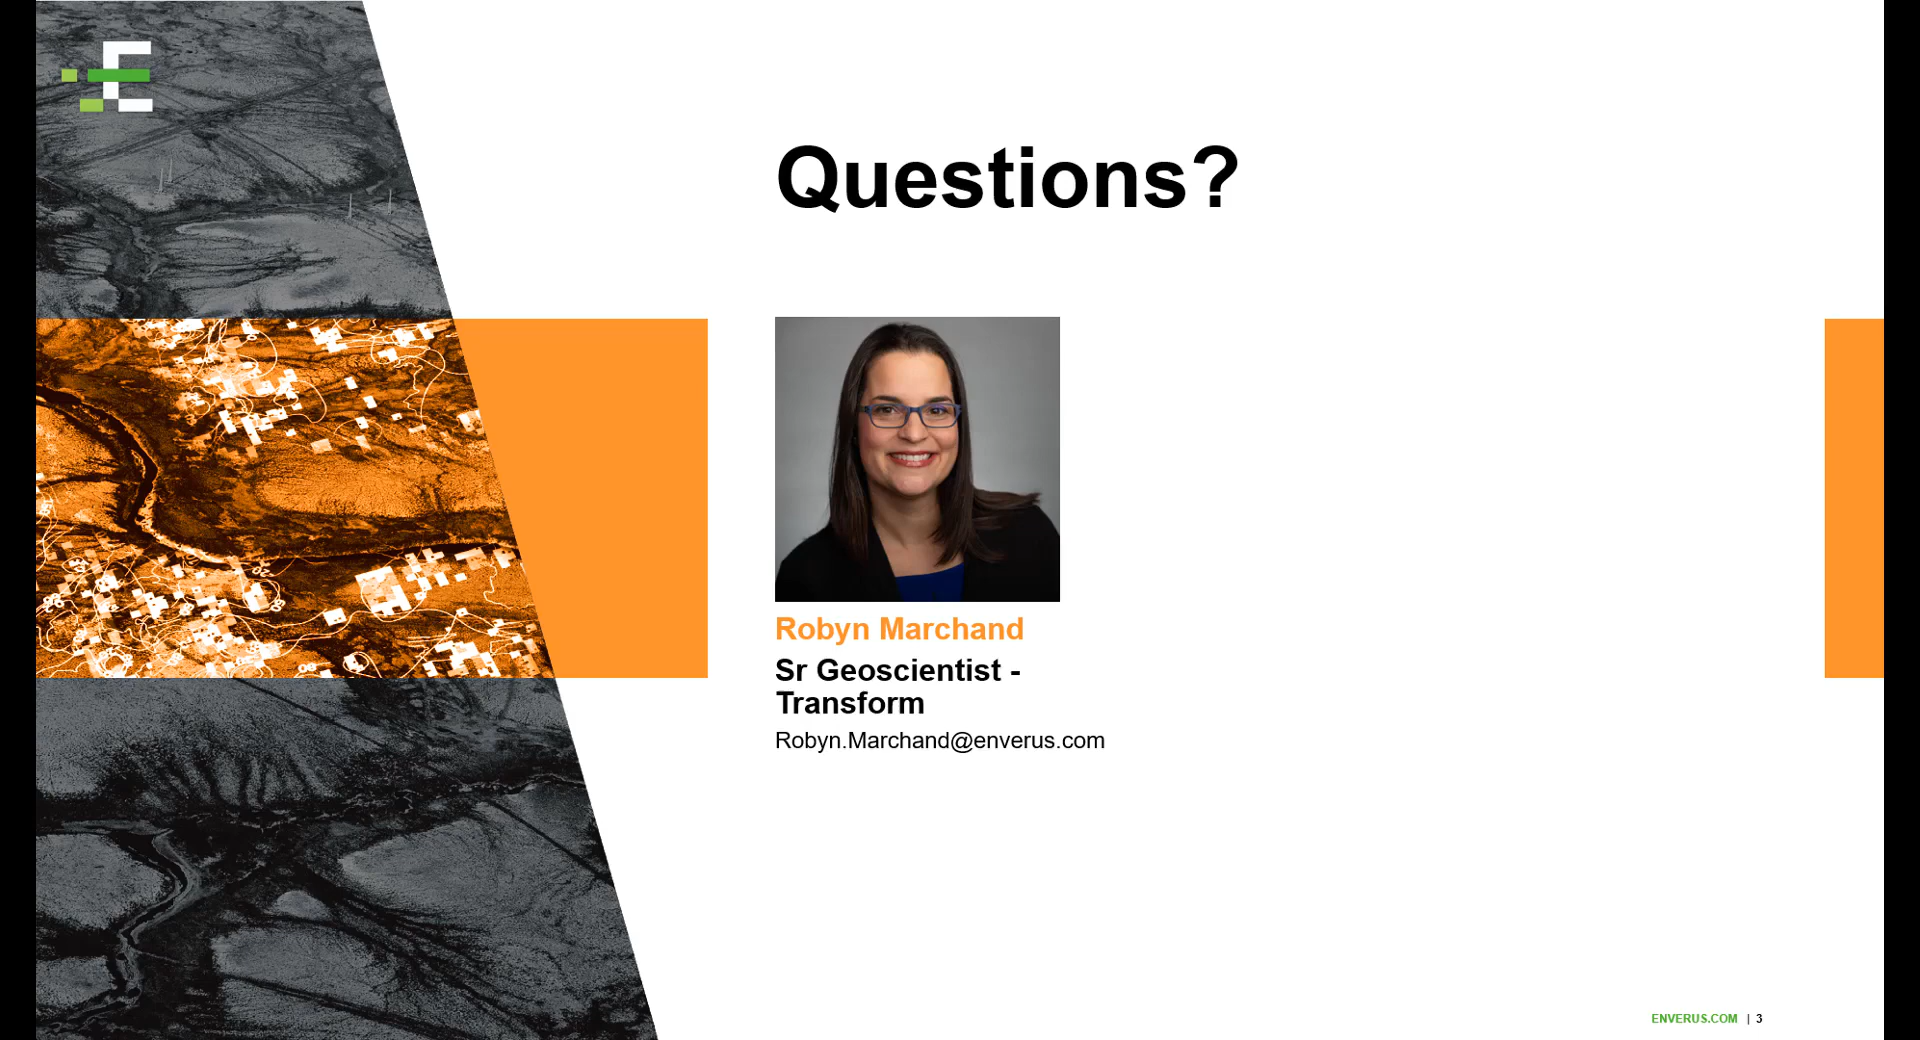 Questions?
Robyn Marchand
Sr Geoscientist -
Transform
Robyn.Marchand@enverus.com
ENVERUS.COM | 3